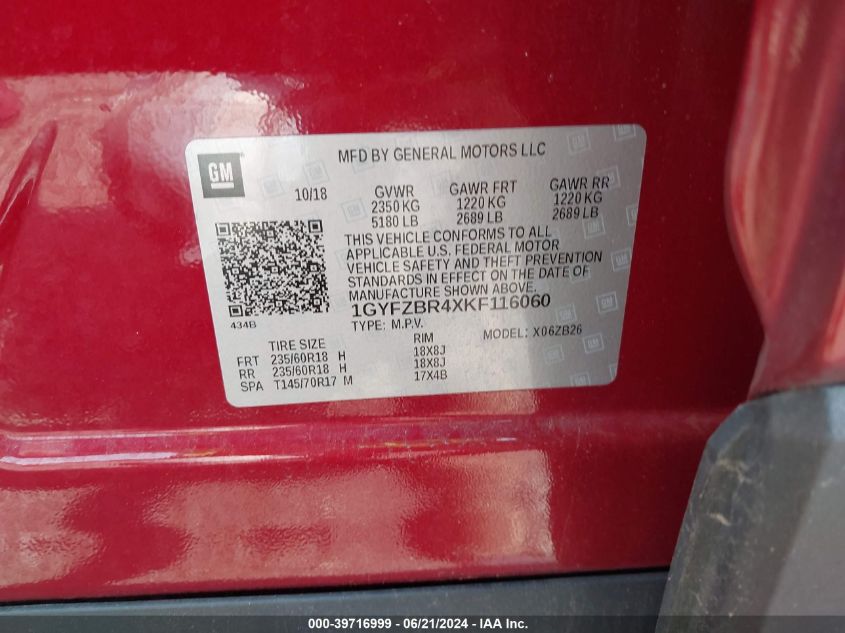 GM
MFD BY GENERAL MOTORS LLC
10/18
GVWR GAWR FRT GAWR RR
2350 KG 1220 KG 1220 KG
5180 LB 2689 LB 2689 LB
THIS VEHICLE CONFORMS TO ALL
APPLICABLE U.S. FEDERAL MOTOR
VEHICLE SAFETY AND THEFT PREVENTION
STANDARDS IN EFFECT ON THE DATE OF
MANUFACTURE SHOWN ABOVE.
1GYFZBR4XKF116060
434B
TYPE: M.P.V. MODEL: X06ZB26
TIRE SIZE RIM
FRT 235/60R18 H 18X8J
RR 235/60R18 H 18X8J
SPA T145/70R17 M 17X4B
000-39716999 / 06/21/2024 / IAA Inc.